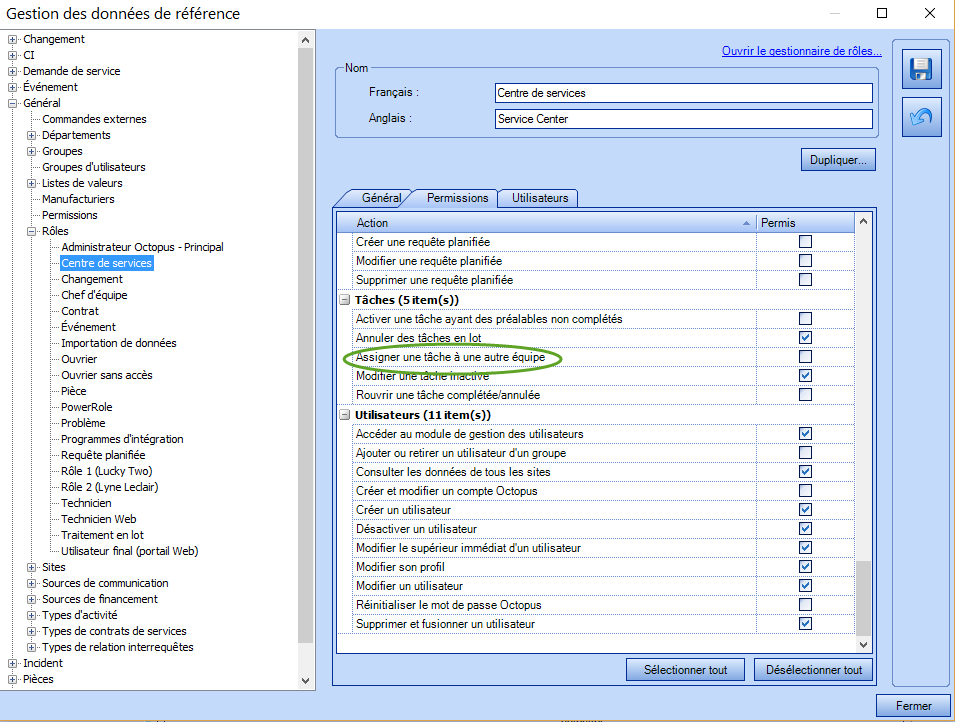 Gestion des données de référence
Changement
CI
Demande de service
Événement
Général
Commandes externes
Départements
Groupes
Groupes d'utilisateurs
Listes de valeurs
Manufacturiers
Permissions
Rôles
Administrateur Octopus - Principal
Centre de services
Changement
Chef d'équipe
Contrat
Événement
Importation de données
Ouvrier
Ouvrier sans accès
Pièce
PowerRole
Problème
Programmes d'intégration
Requête planifiée
Rôle 1 (Lucky Two)
Rôle 2 (Lyne Leclair)
Technicien
Technicien Web
Traitement en lot
Utilisateur final (portail Web)
Sites
Sources de communication
Sources de financement
Types d'activité
Types de contrats de services
Types de relation interrequêtes
Incident
Pièces
Ouvrir le gestionnaire de rôles...
Nom
Français : Centre de services
Anglais : Service Center
Dupliquer...
Général Permissions Utilisateurs
Action Permis
Créer une requête planifiée
Modifier une requête planifiée
Supprimer une requête planifiée
Tâches (5 item(s))
Activer une tâche ayant des préalables non complétés
Annuler des tâches en lot
Assigner une tâche à une autre équipe
Modifier une tâche inactive
Rouvrir une tâche complétée/annulée
Utilisateurs (11 item(s))
Accéder au module de gestion des utilisateurs
Ajouter ou retirer un utilisateur d'un groupe
Consulter les données de tous les sites
Créer et modifier un compte Octopus
Créer un utilisateur
Désactiver un utilisateur
Modifier le supérieur immédiat d'un utilisateur
Modifier son profil
Modifier un utilisateur
Réinitialiser le mot de passe Octopus
Supprimer et fusionner un utilisateur
Sélectionner tout Désélectionner tout
Fermer